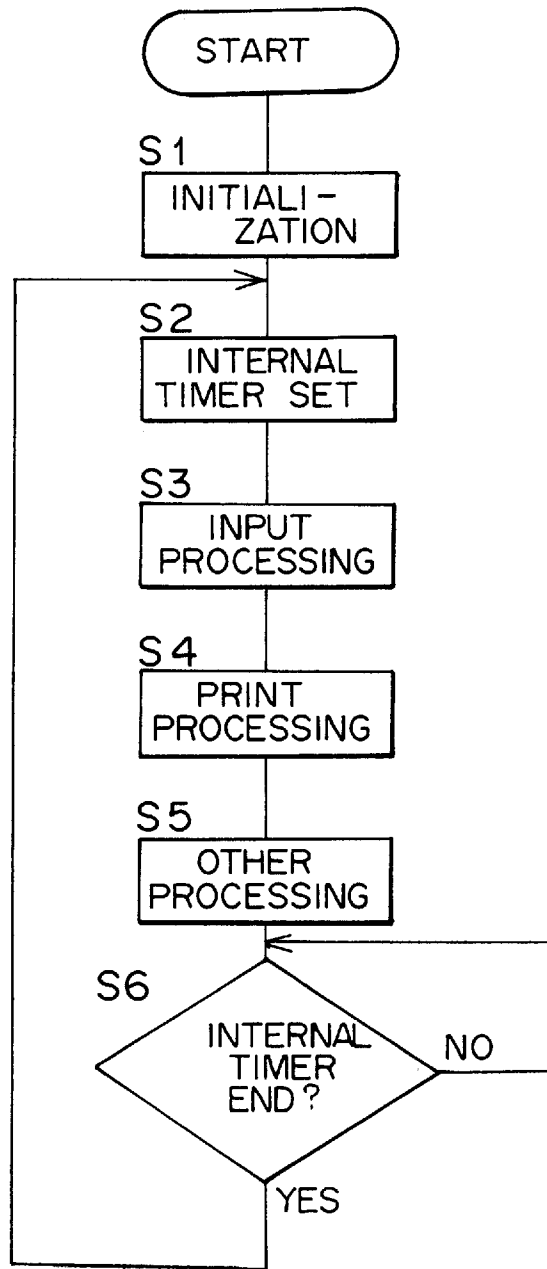 START
S1
INITIALI-
ZATION
S2
INTERNAL
TIMER SET
S3
INPUT
PROCESSING
S4
PRINT
PROCESSING
S5
OTHER
PROCESSING
S6
INTERNAL
TIMER
END?
NO
YES